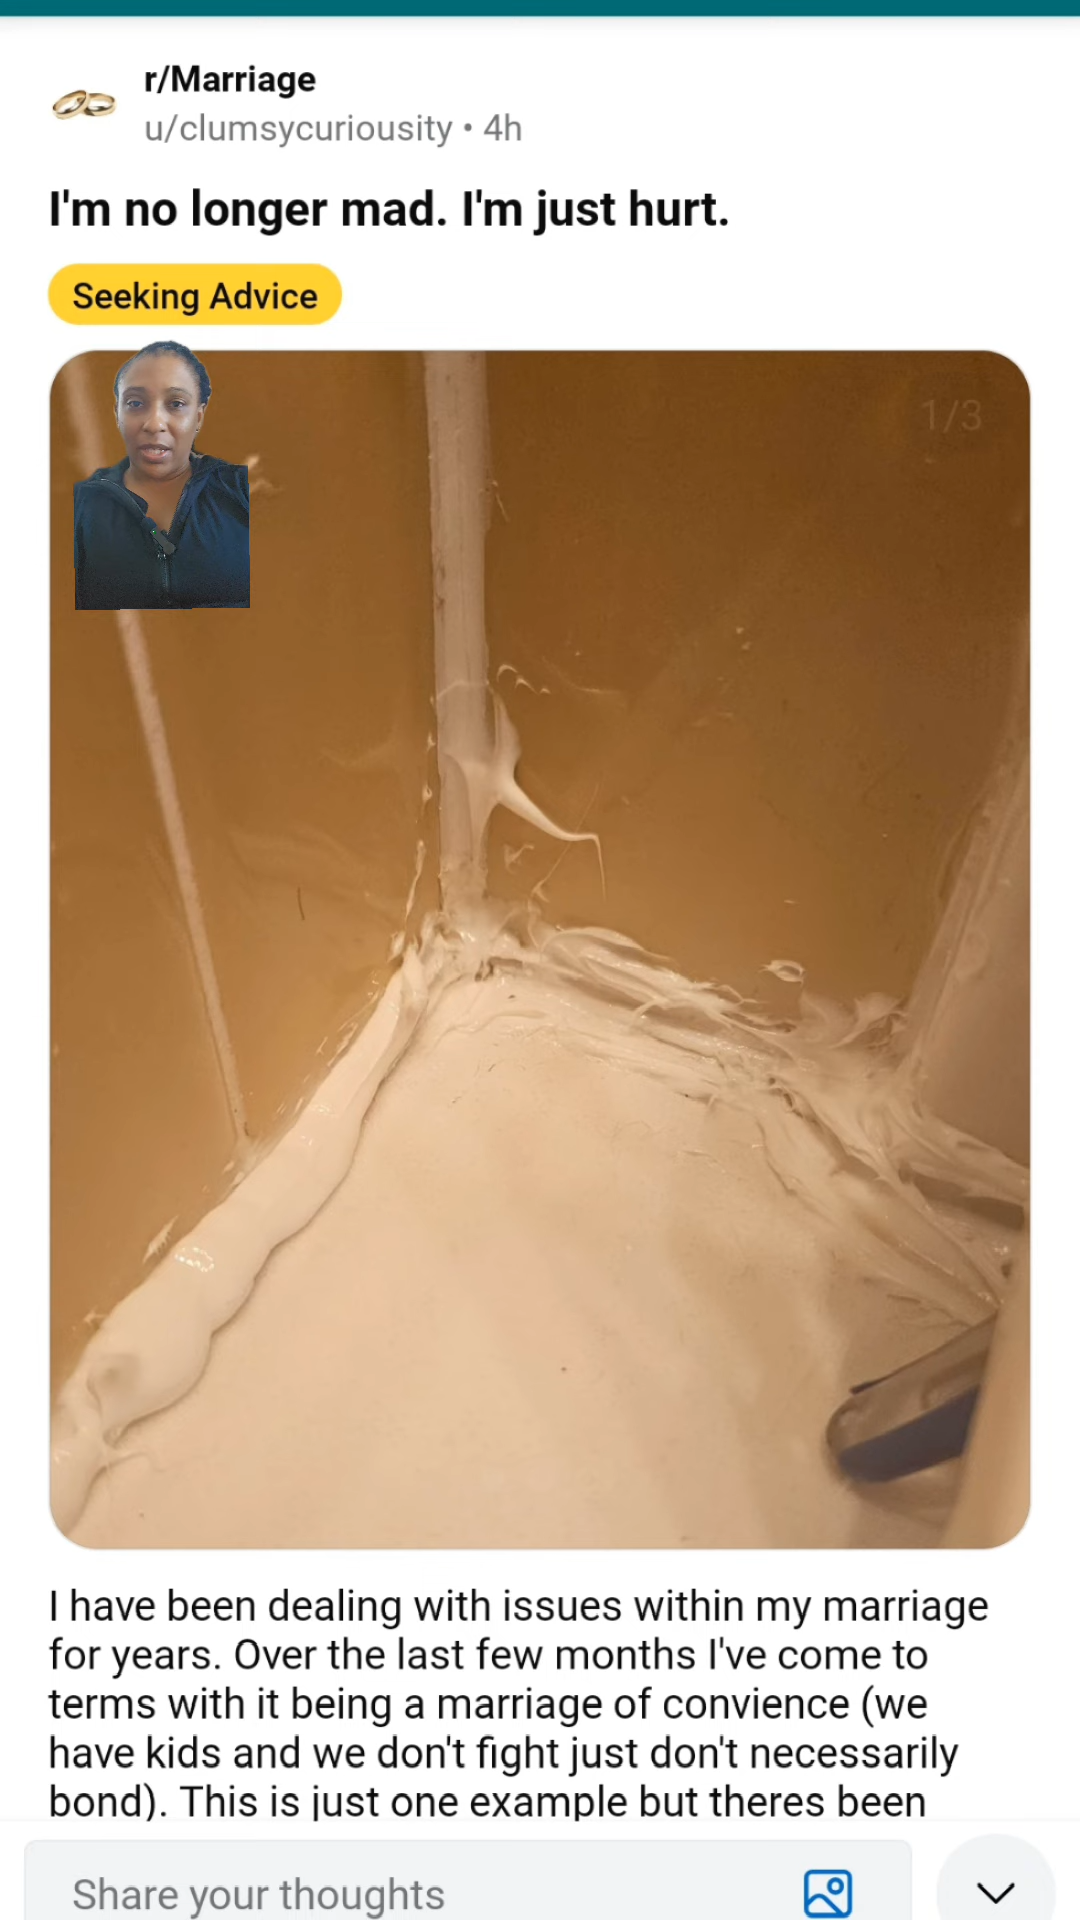 r/Marriage
u/clumsycuriousity • 4h
I'm no longer mad. I'm just hurt.
Seeking Advice
1/3
I have been dealing with issues within my marriage
for years. Over the last few months I've come to
terms with it being a marriage of convience (we
have kids and we don't fight just don't necessarily
bond). This is just one example but theres been
Share your thoughts